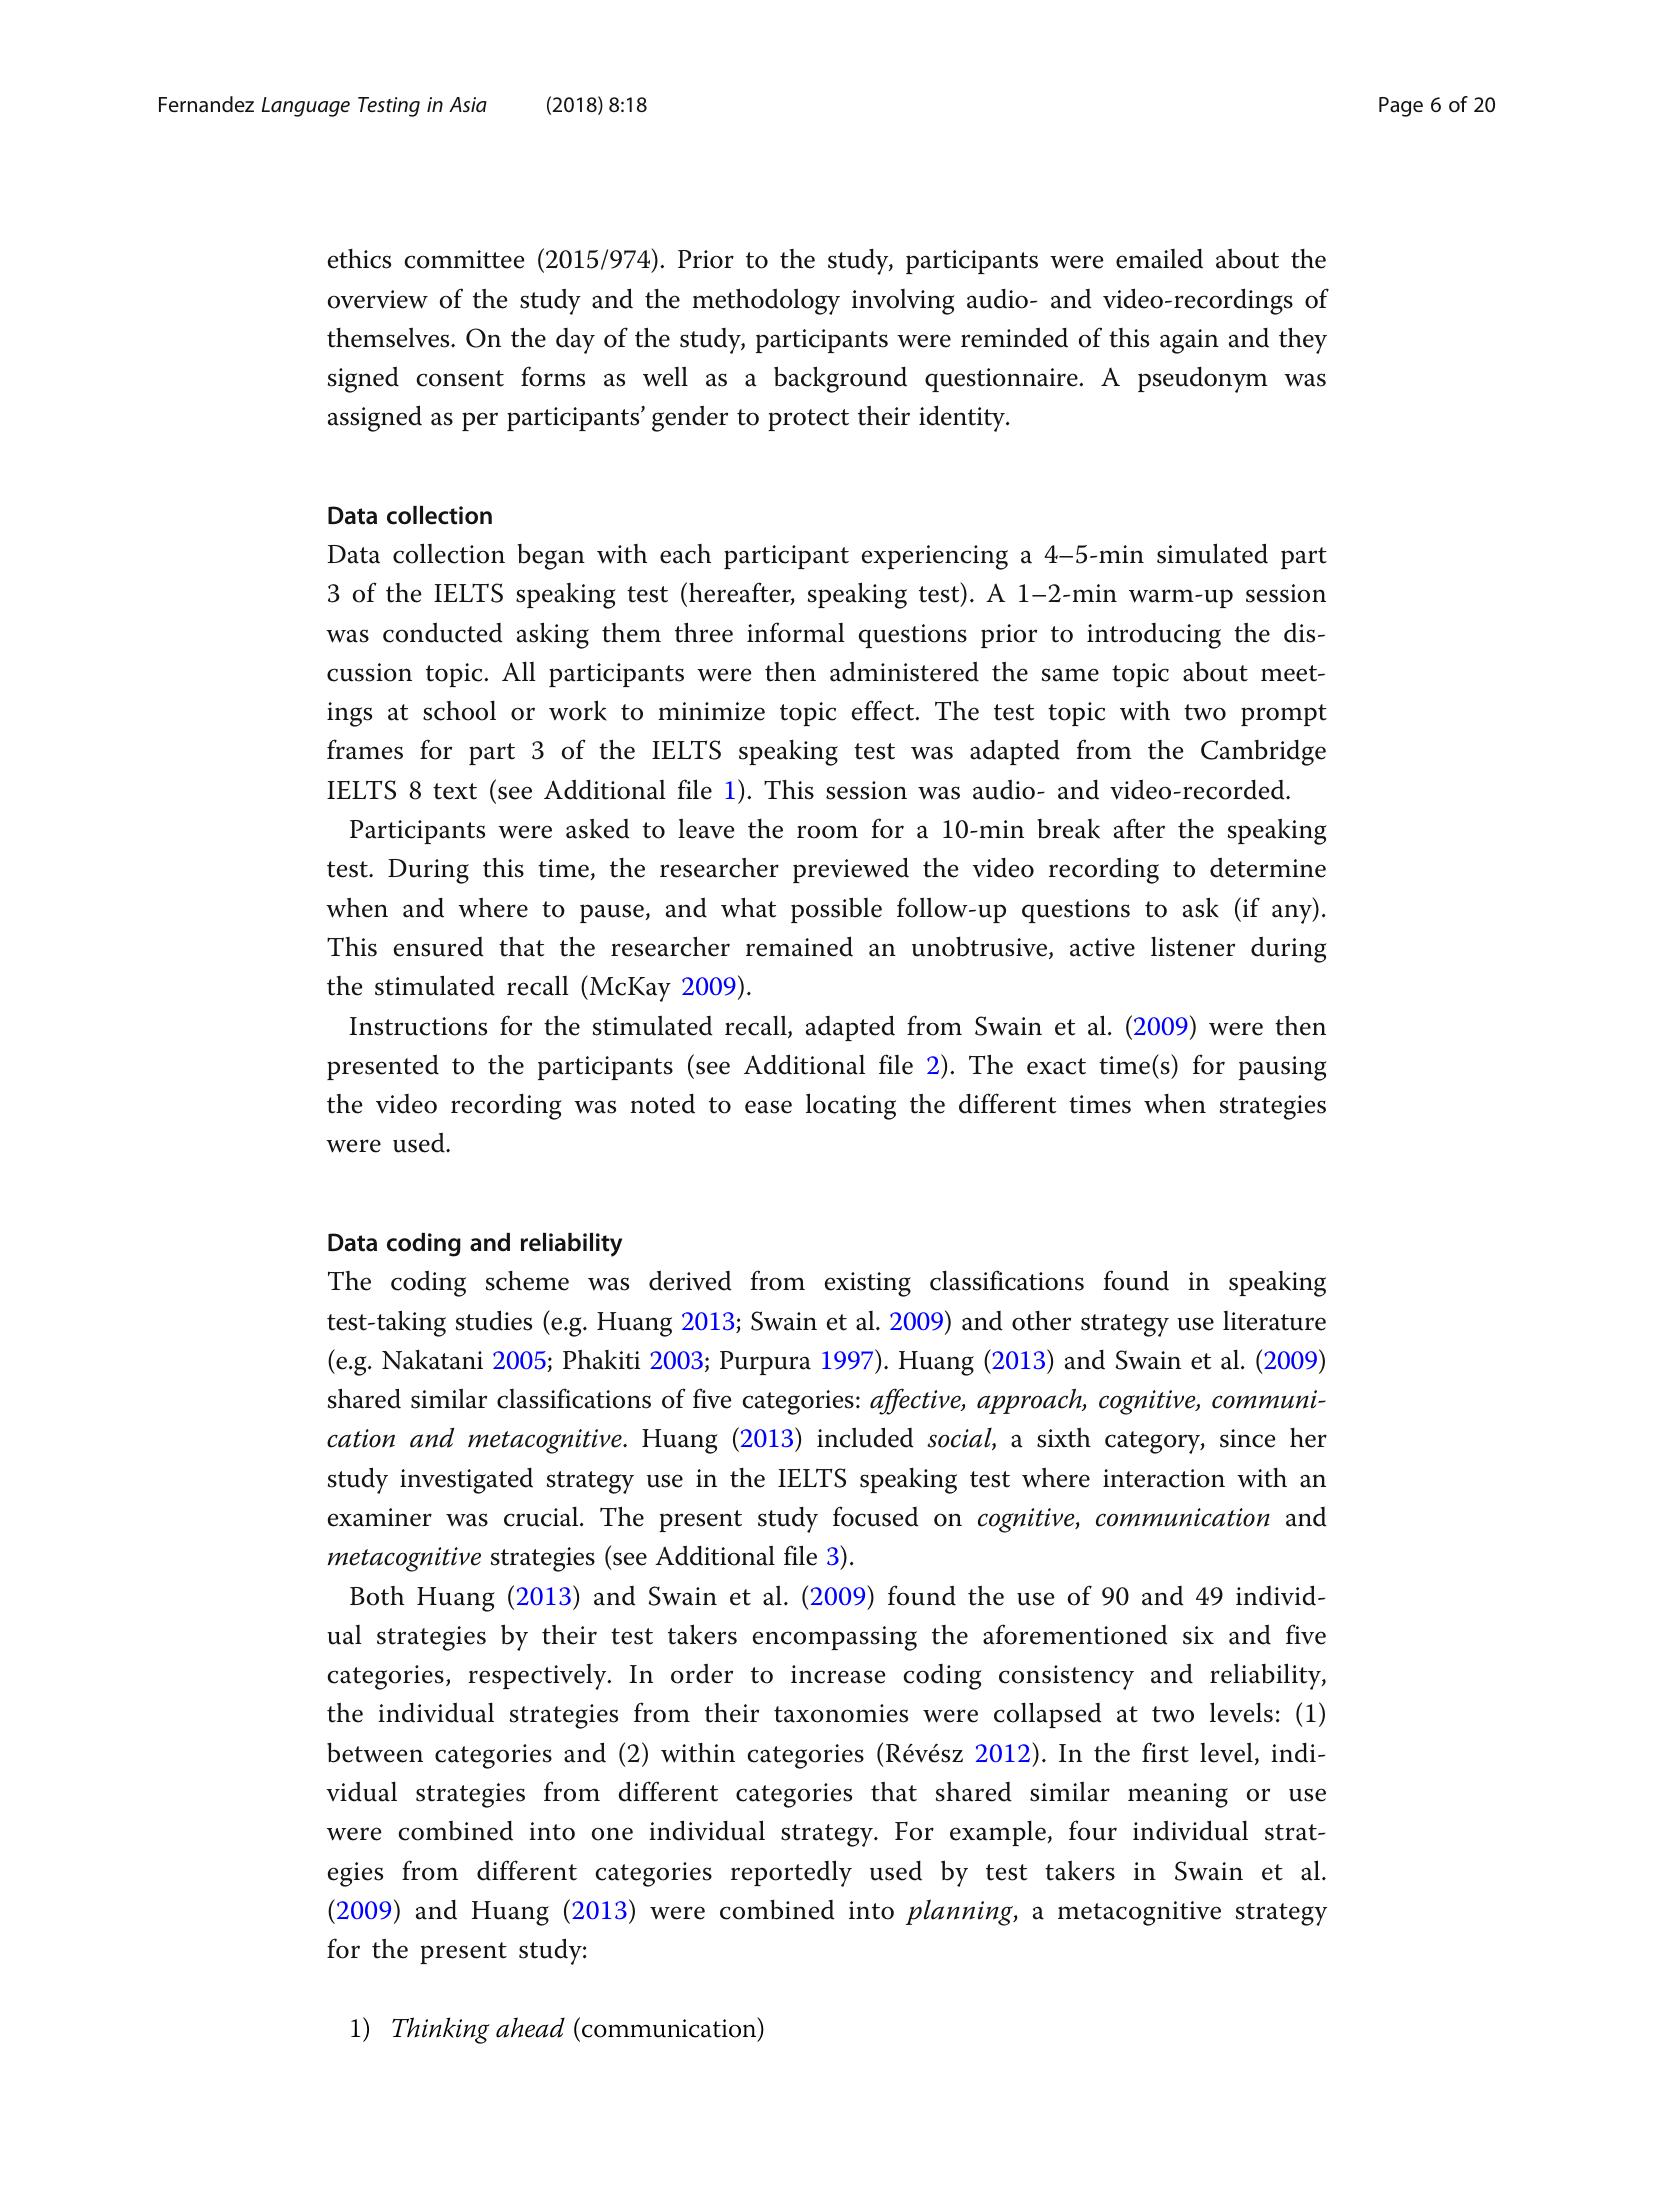 Fernandez Language Testing in Asia (2018) 8:18 Page 6 of 20
ethics committee (2015/974). Prior to the study, participants were emailed about the
overview of the study and the methodology involving audio- and video-recordings of
themselves. On the day of the study, participants were reminded of this again and they
signed consent forms as well as a background questionnaire. A pseudonym was
assigned as per participants’ gender to protect their identity.
Data collection
Data collection began with each participant experiencing a 4–5-min simulated part
3 of the IELTS speaking test (hereafter, speaking test). A 1–2-min warm-up session
was conducted asking them three informal questions prior to introducing the dis-
cussion topic. All participants were then administered the same topic about meet-
ings at school or work to minimize topic effect. The test topic with two prompt
frames for part 3 of the IELTS speaking test was adapted from the Cambridge
IELTS 8 text (see Additional file 1). This session was audio- and video-recorded.
Participants were asked to leave the room for a 10-min break after the speaking
test. During this time, the researcher previewed the video recording to determine
when and where to pause, and what possible follow-up questions to ask (if any).
This ensured that the researcher remained an unobtrusive, active listener during
the stimulated recall (McKay 2009).
Instructions for the stimulated recall, adapted from Swain et al. (2009) were then
presented to the participants (see Additional file 2). The exact time(s) for pausing
the video recording was noted to ease locating the different times when strategies
were used.
Data coding and reliability
The coding scheme was derived from existing classifications found in speaking
test-taking studies (e.g. Huang 2013; Swain et al. 2009) and other strategy use literature
(e.g. Nakatani 2005; Phakiti 2003; Purpura 1997). Huang (2013) and Swain et al. (2009)
shared similar classifications of five categories: affective, approach, cognitive, communi-
cation and metacognitive. Huang (2013) included social, a sixth category, since her
study investigated strategy use in the IELTS speaking test where interaction with an
examiner was crucial. The present study focused on cognitive, communication and
metacognitive strategies (see Additional file 3).
Both Huang (2013) and Swain et al. (2009) found the use of 90 and 49 individ-
ual strategies by their test takers encompassing the aforementioned six and five
categories, respectively. In order to increase coding consistency and reliability,
the individual strategies from their taxonomies were collapsed at two levels: (1)
between categories and (2) within categories (Révész 2012). In the first level, indi-
vidual strategies from different categories that shared similar meaning or use
were combined into one individual strategy. For example, four individual strat-
egies from different categories reportedly used by test takers in Swain et al.
(2009) and Huang (2013) were combined into planning, a metacognitive strategy
for the present study:
1) Thinking ahead (communication)